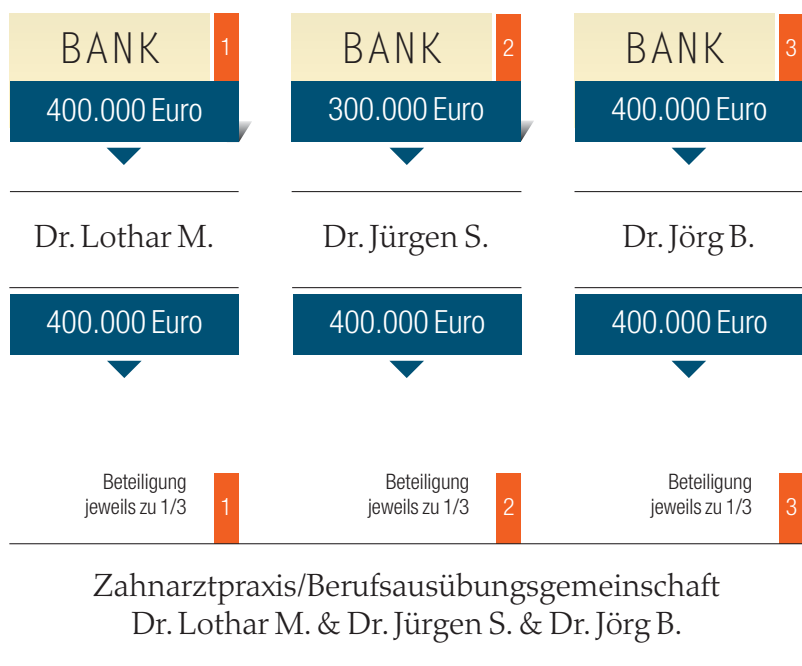 BANK 1
BANK 2
BANK 3
400.000 Euro
300.000 Euro
400.000 Euro
Dr. Lothar M.
Dr. Jürgen S.
Dr. Jörg B.
400.000 Euro
400.000 Euro
400.000 Euro
Beteiligung
jeweils zu 1/3
1
Beteiligung
jeweils zu 1/3
2
Beteiligung
jeweils zu 1/3
3
Zahnarztpraxis/Berufsausübungsgemeinschaft
Dr. Lothar M. & Dr. Jürgen S. & Dr. Jörg B.